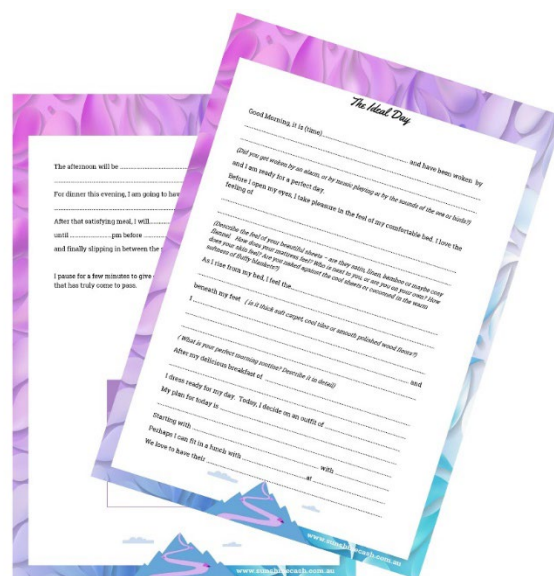 The Ideal Day
Good Morning, it is (time)........................ and have been woken by
(Did you get woken by an alarm, or by music playing or by the sounds of the sea or birds?)
and I am ready for a perfect day.
Before I open my eyes, I take pleasure in the feel of my comfortable bed. I love the
feeling of
(Describe the feel of your beautiful sheets – are they satin, linen, bamboo or maybe cosy
flannel? How does your mattress feel? Who is next to you or are you on your own? How
does your skin feel? Are you naked against the cool sheets or cocooned in the warm
softness of fluffy blankets?)
As I rise from my bed, I feel the........................
beneath my feet ( is it thick soft carpet, cool tiles or smooth polished wood floors?)
I ........................ and
( What is your perfect morning routine? Describe it in detail)
After my delicious breakfast of ........................
I dress ready for my day. Today, I decide on an outfit of ........................
My plan for today is ........................
Starting with ........................ with ........................
Perhaps I can fit in a lunch with ........................ at ........................
We love to have their ........................
www.sunshinecash.com.au
The afternoon will be ........................
For dinner this evening, I am going to have
After that satisfying meal, I will........................
until ........................pm before ........................
and finally slipping in between the
I pause for a few minutes to give
that has truly come to pass.
www.sunshinecash.com.au